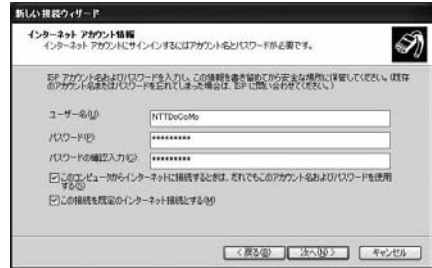 新しい接続ウィザード
インターネット アカウント情報
インターネット アカウントにサインインするにはアカウント名とパスワードが必要です。
ISP アカウント名およびパスワードを入力し、この情報を書き留めてから安全な場所に保管してください。(既存
のアカウント名またはパスワードを忘れてしまった場合は、ISP に問い合わせてください。)
ユーザー名(U):
NTTDoCoMo
パスワード(P):
*********
パスワードの確認入力(C):
*********
このコンピュータからインターネットに接続するときは、だれでもこのアカウント名およびパスワードを使用
する(S)
この接続を既定のインターネット接続とする(M)
< 戻る(B)
次へ(N) >
キャンセル